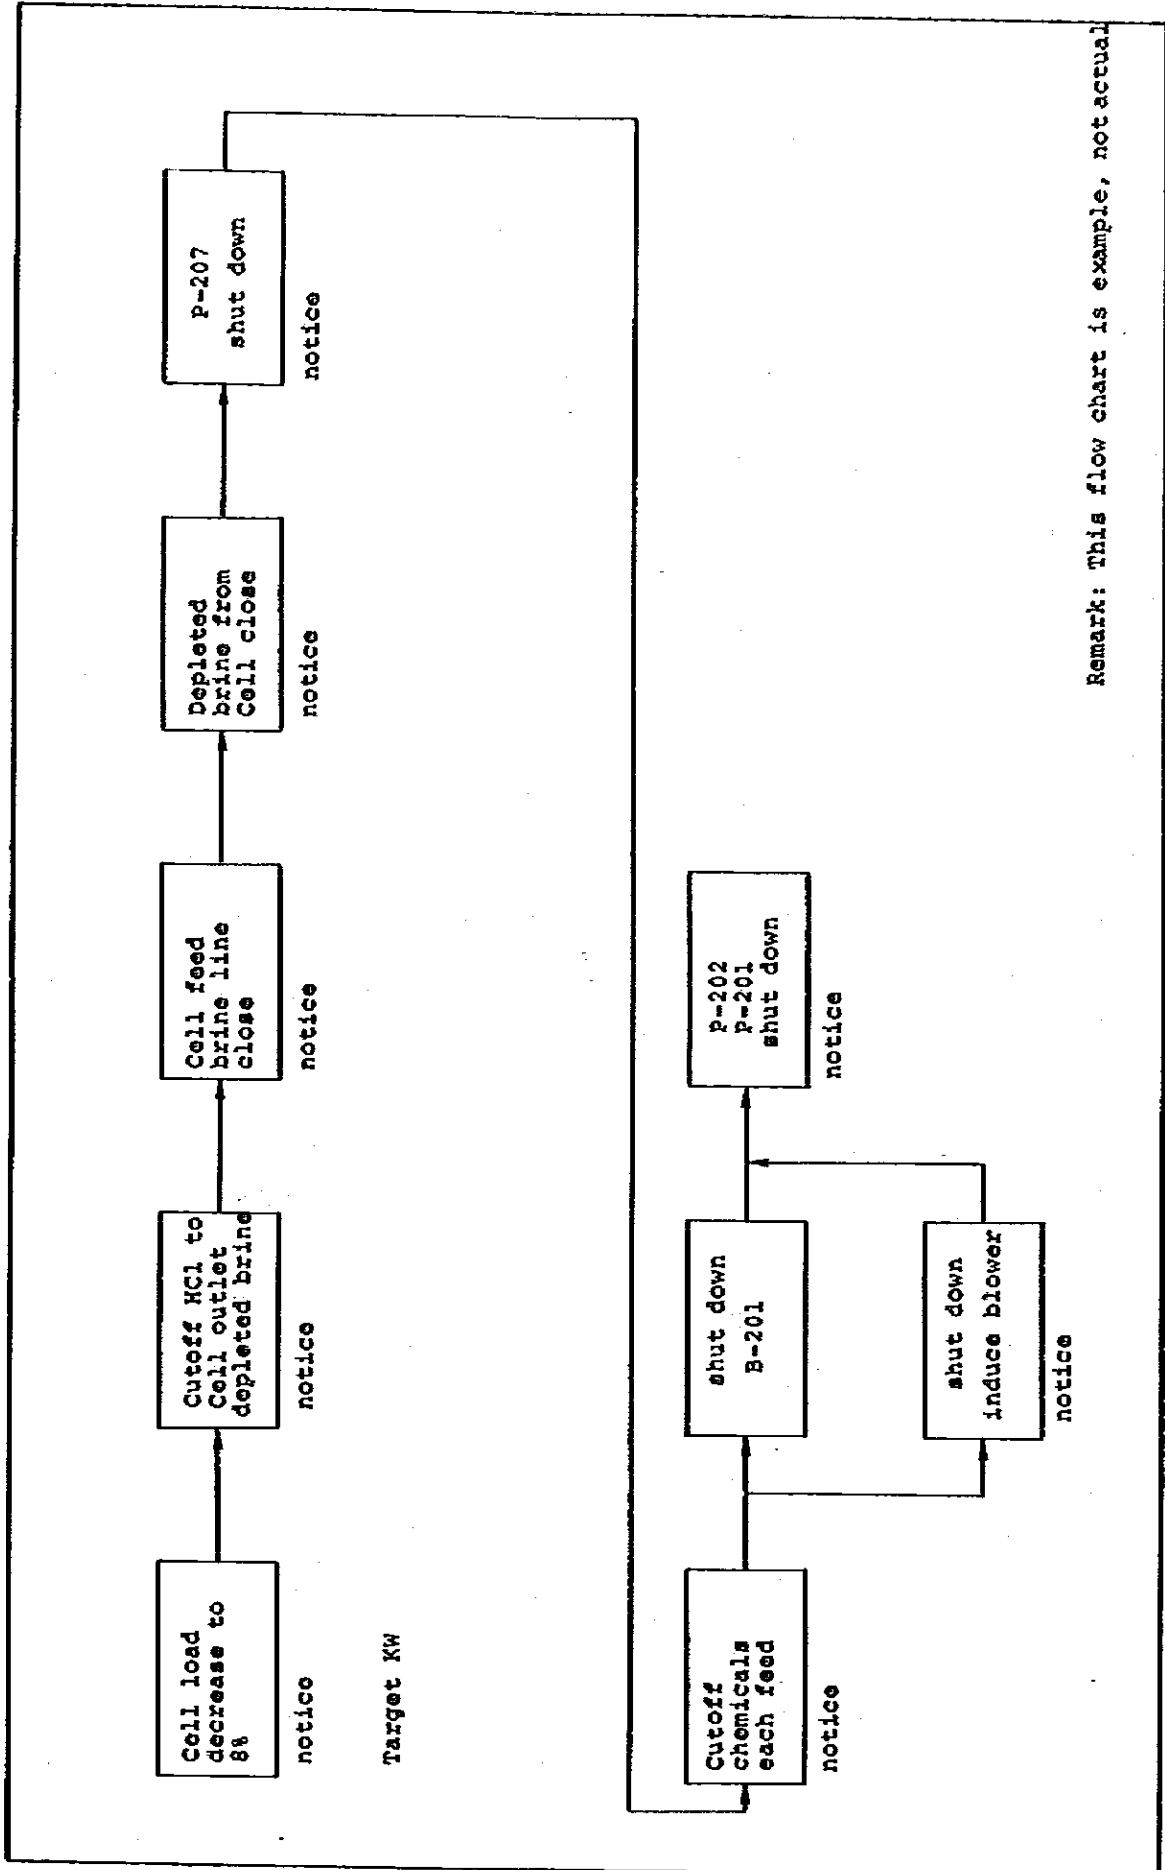 Cell load
decrease to
8%
notice
Target KW
Cutoff HCl to
Cell outlet
depleted brine
notice
Cell feed
brine line
close
notice
Depleted
brine from
Cell close
notice
P-207
shut down
notice
Cutoff
chemicals
each feed
notice
shut down
B-201
shut down
induce blower
notice
P-202
P-201
shut down
notice
Remark: This flow chart is example, not actual